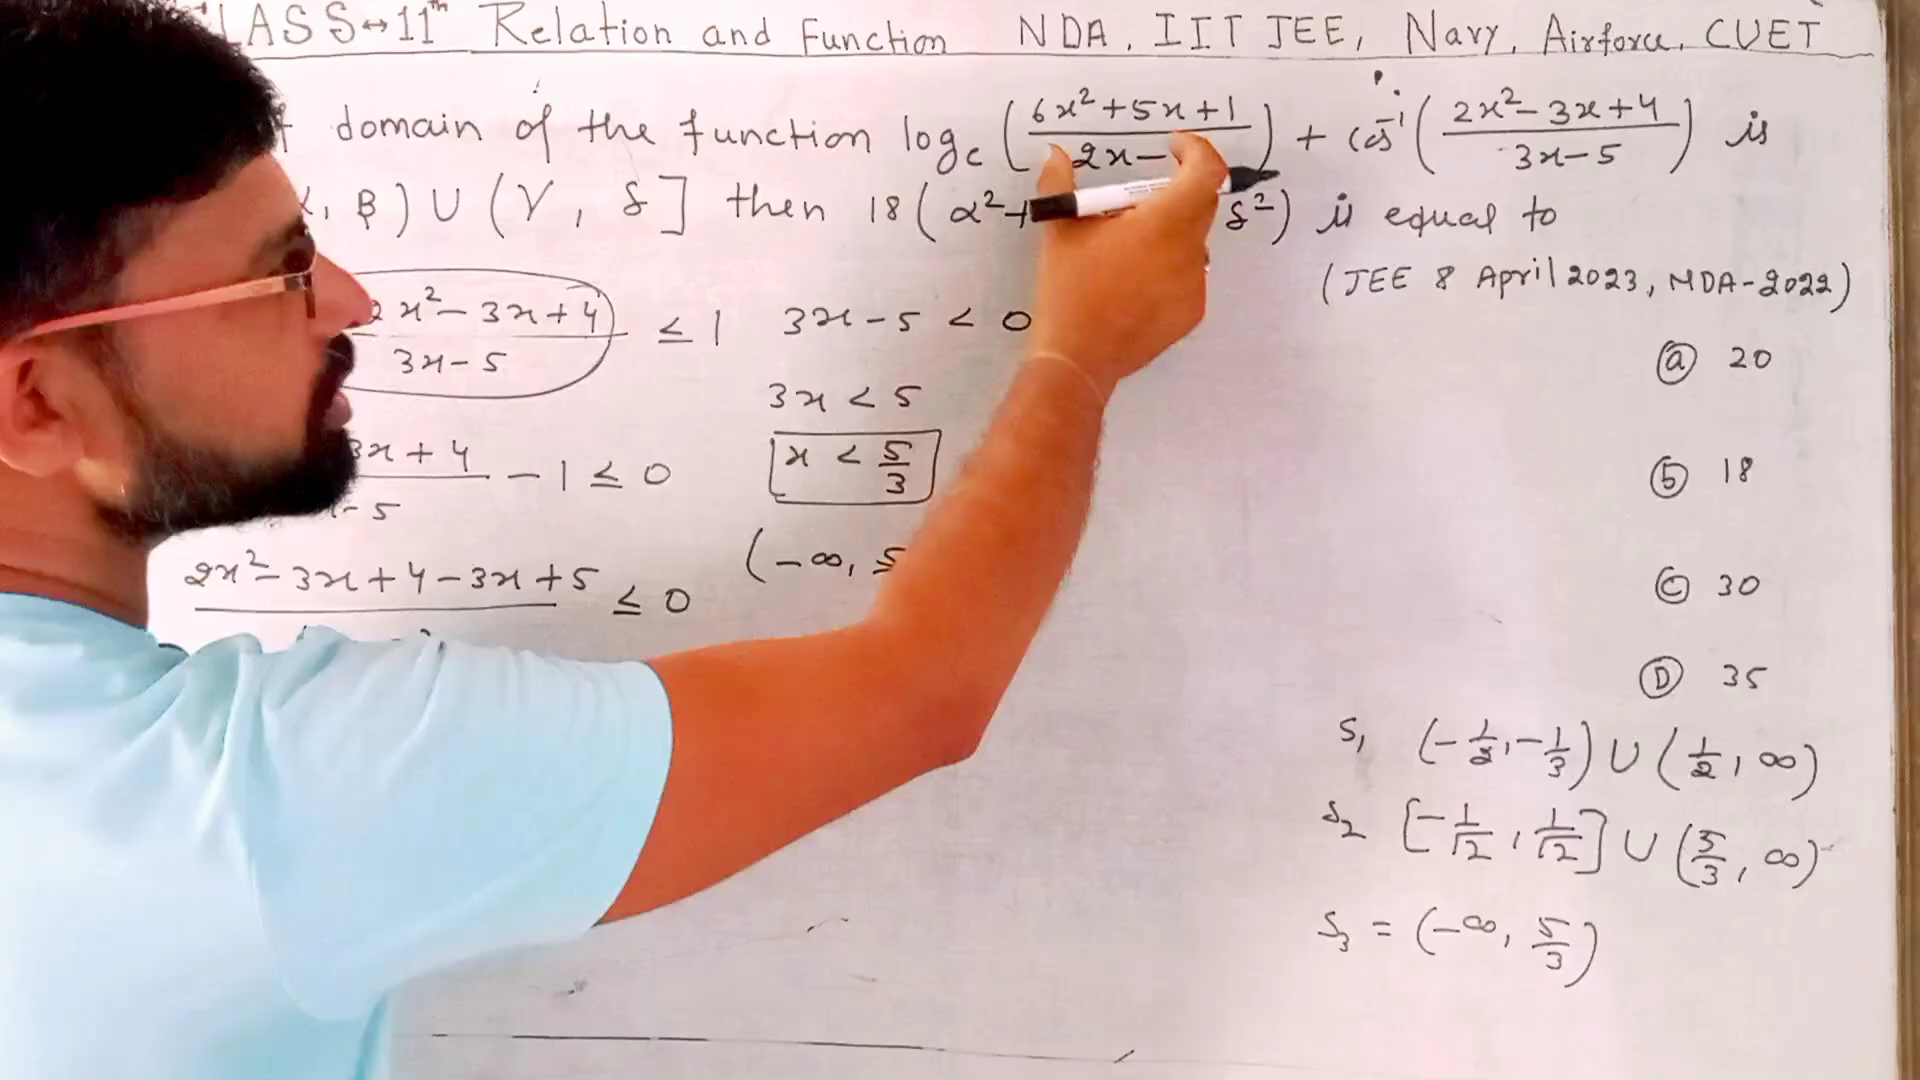 CLASS→11th Relation and Function NDA, IIT JEE, Navy, Airforce, CUET
domain of the function log_e ( 6x²+5x+1 / 2x- ) + cos⁻¹ ( 2x²-3x+4 / 3x-5 ) is
, β) ∪ (γ, δ] then 18 ( α²+ δ²) is equal to
(JEE 8 April 2023, NDA-2022)
2x²-3x+4 / 3x-5 ≤ 1
3x-5 < 0
3x < 5
x < 5/3
3x+4 / -5 - 1 ≤ 0
(-∞, 5
2x²-3x+4-3x+5 ≤ 0
(a) 20
(b) 18
(c) 30
(D) 35
S₁ (-1/2, -1/3) ∪ (1/2, ∞)
S₂ [-1/√2, 1/√2] ∪ (5/3, ∞)
S₃ = (-∞, 5/3)